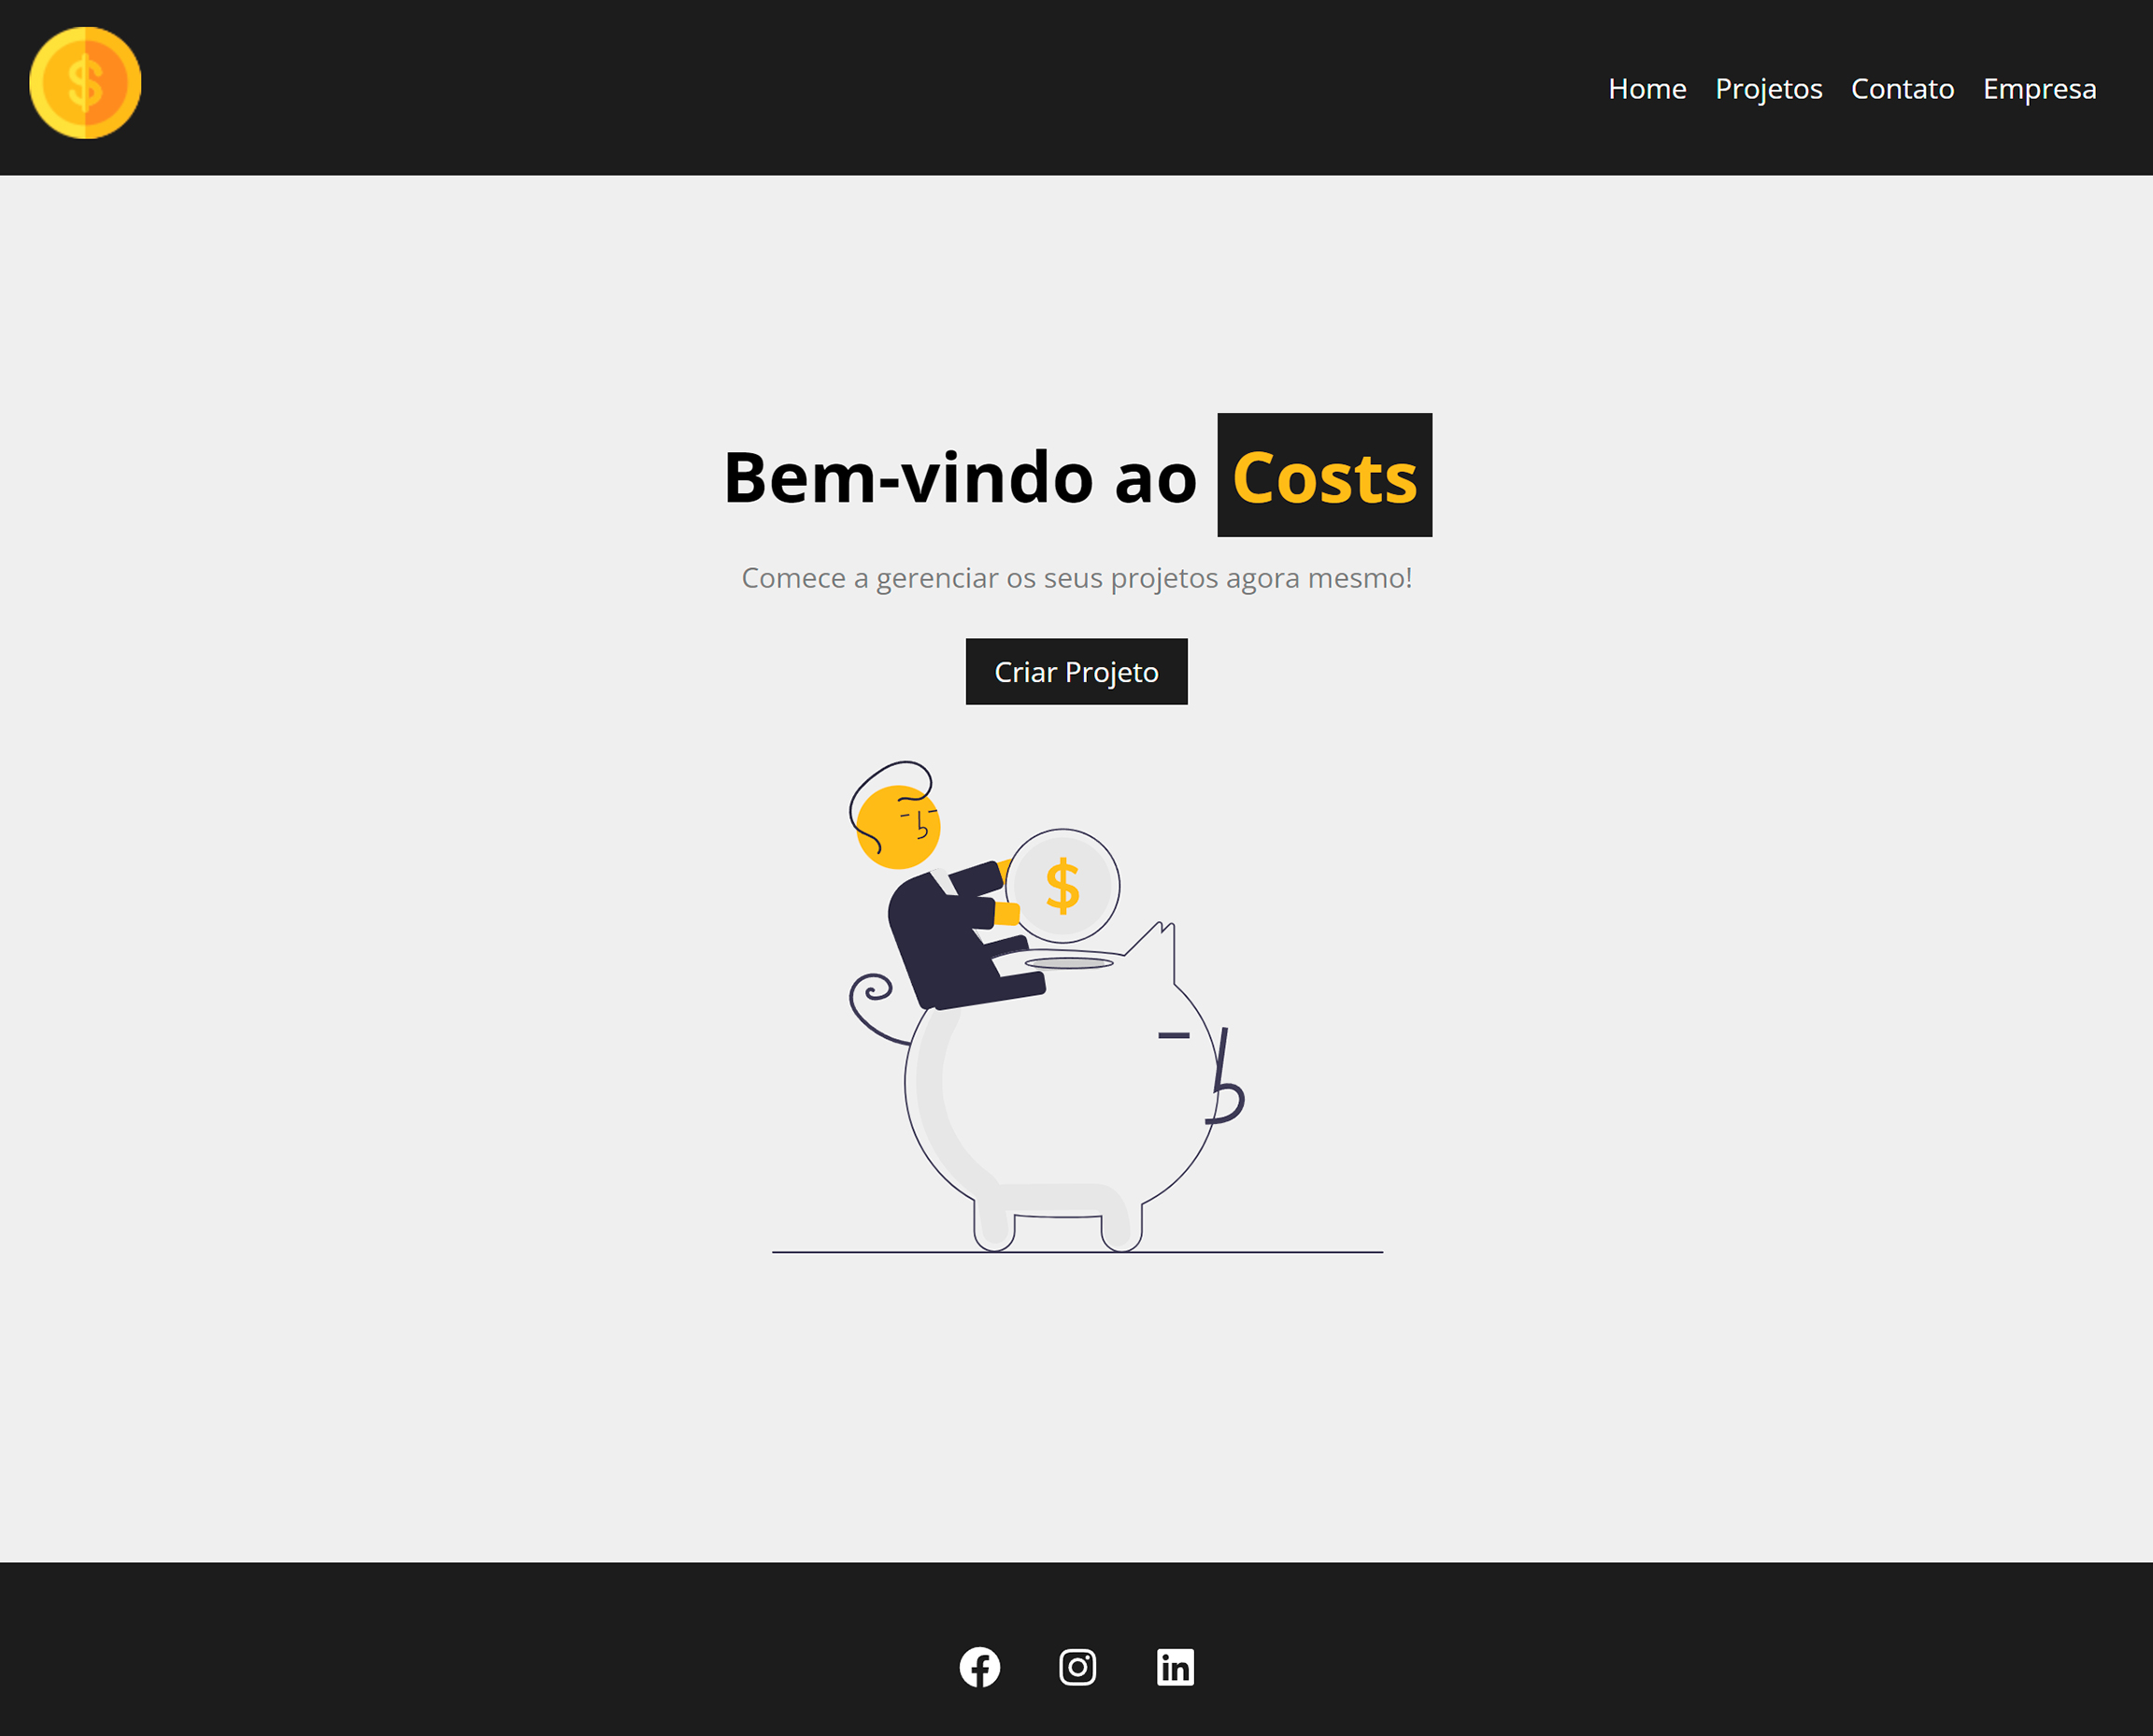 $
Home Projetos Contato Empresa
Bem-vindo ao Costs
Comece a gerenciar os seus projetos agora mesmo!
Criar Projeto
$